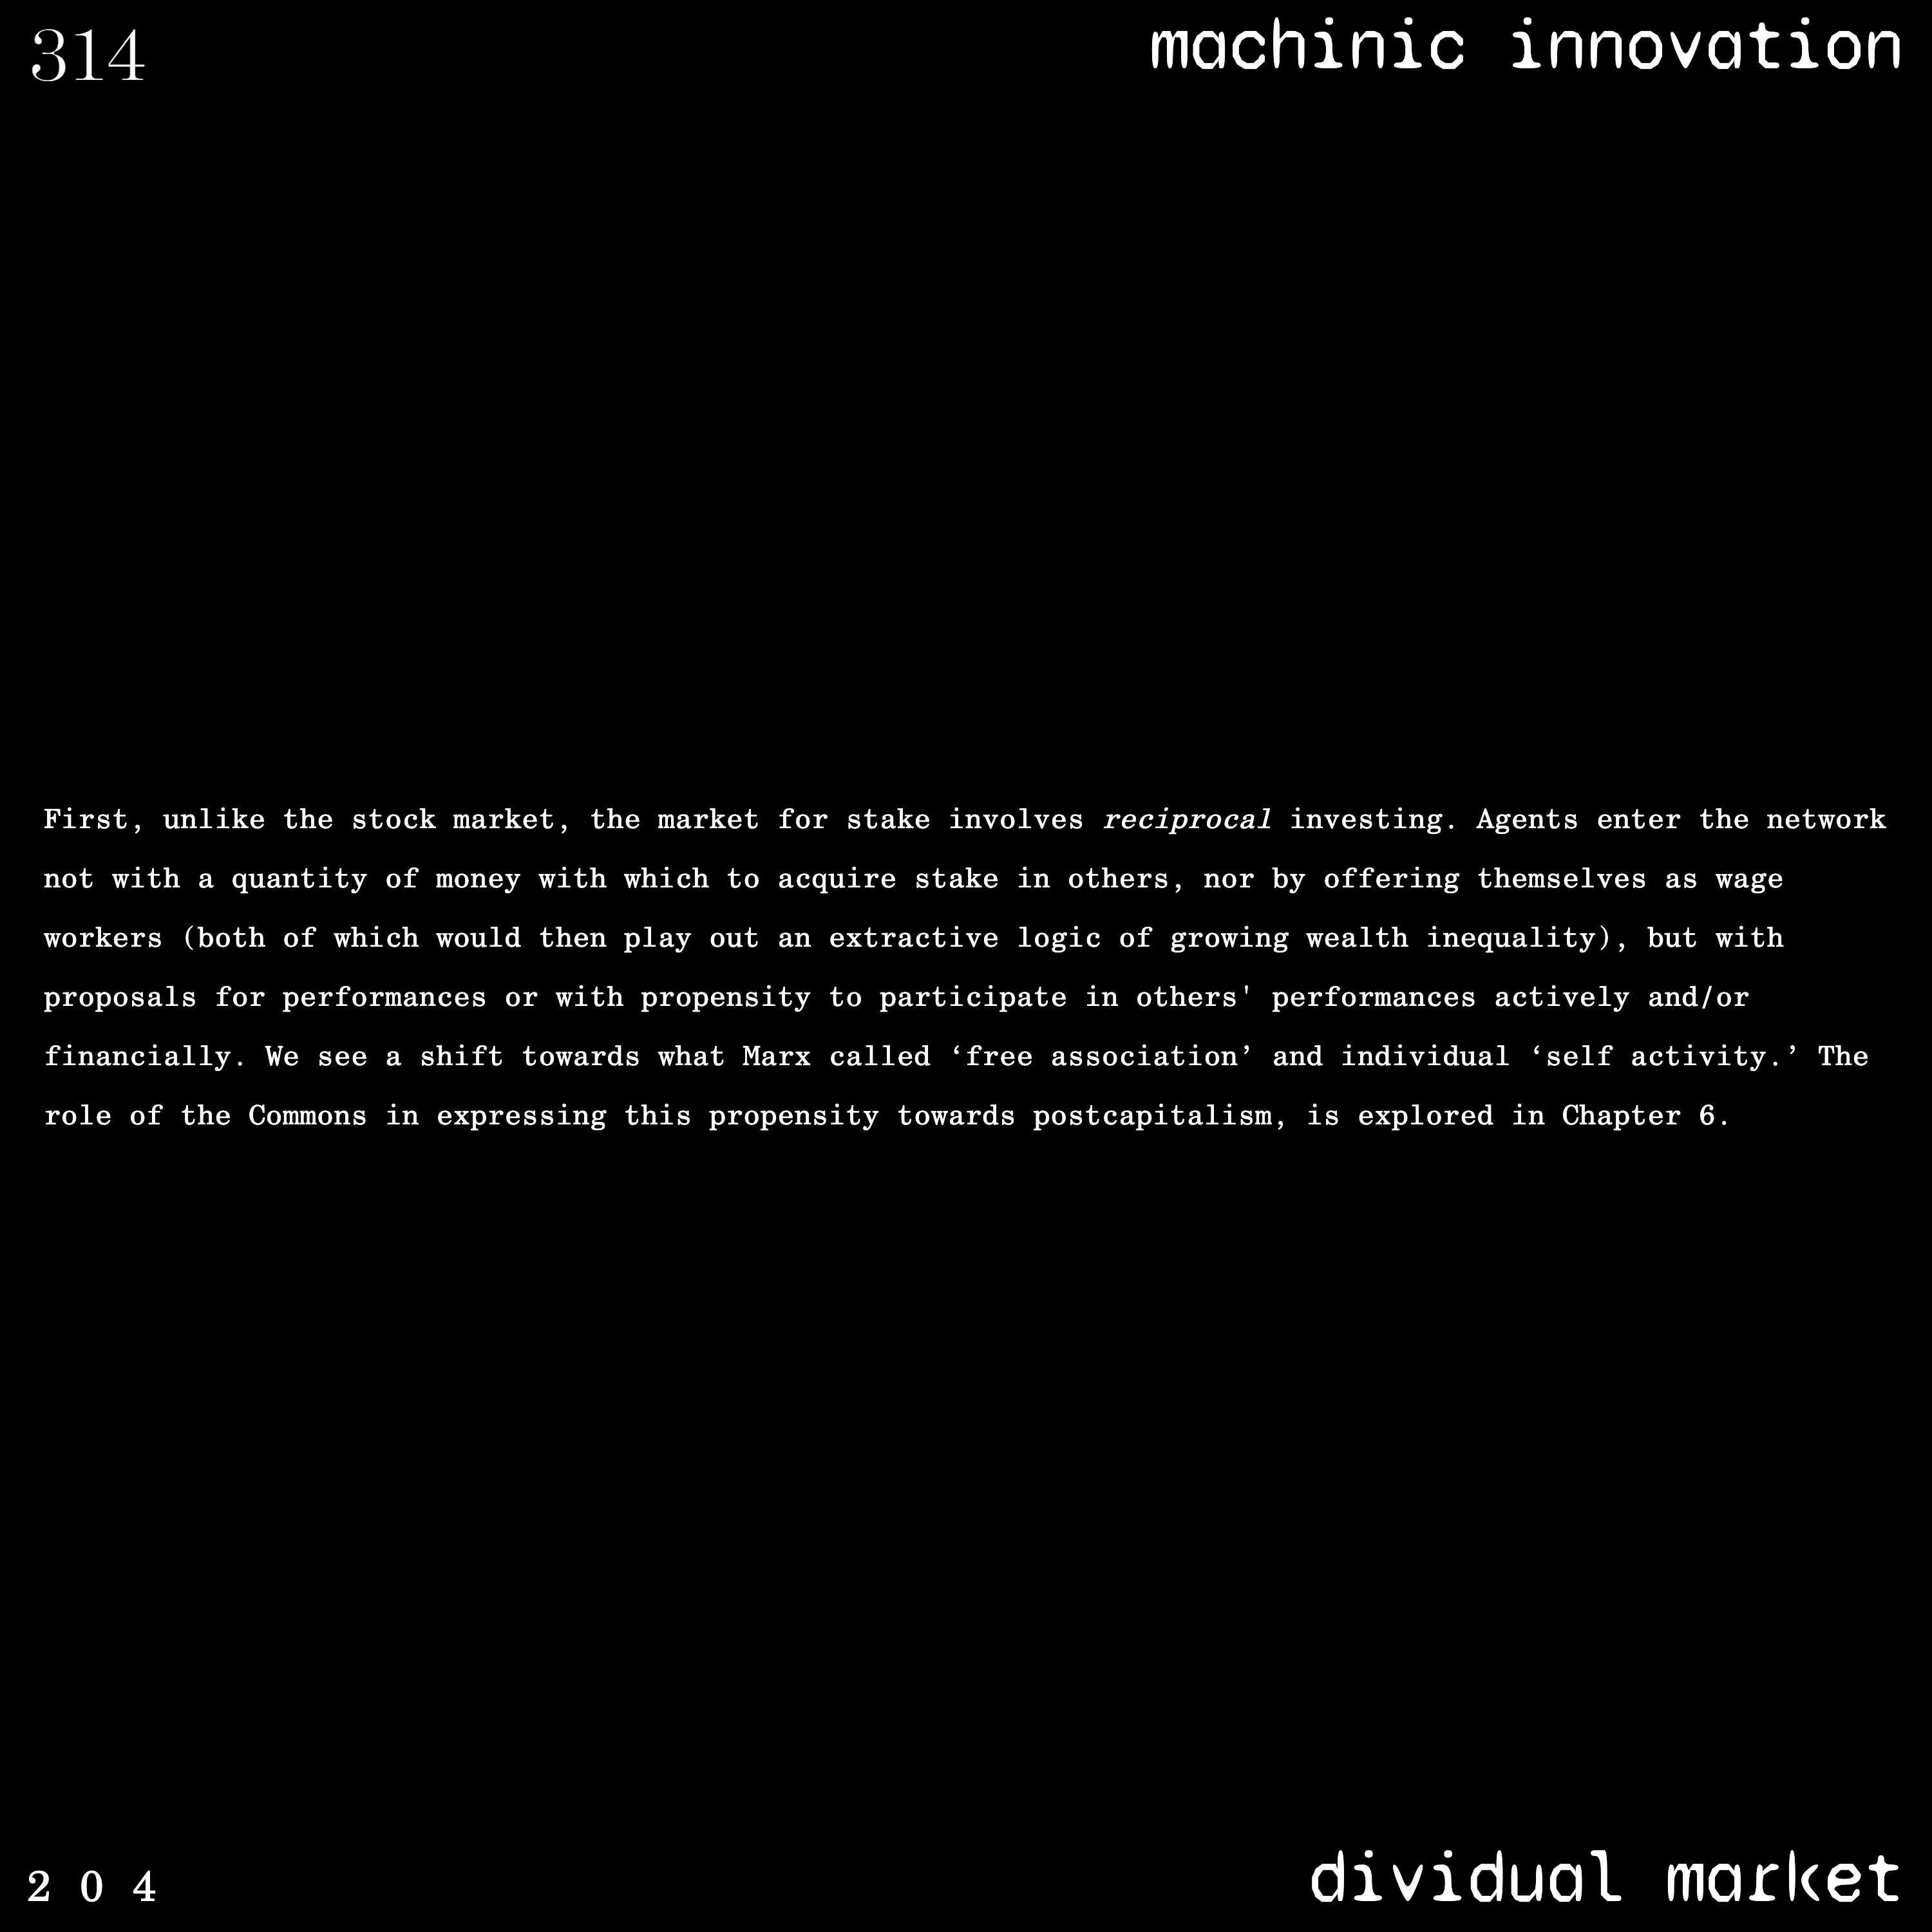 314
machinic innovation
First, unlike the stock market, the market for stake involves reciprocal investing. Agents enter the network
not with a quantity of money with which to acquire stake in others, nor by offering themselves as wage
workers (both of which would then play out an extractive logic of growing wealth inequality), but with
proposals for performances or with propensity to participate in others' performances actively and/or
financially. We see a shift towards what Marx called ‘free association’ and individual ‘self activity.’ The
role of the Commons in expressing this propensity towards postcapitalism, is explored in Chapter 6.
2 0 4
dividual market